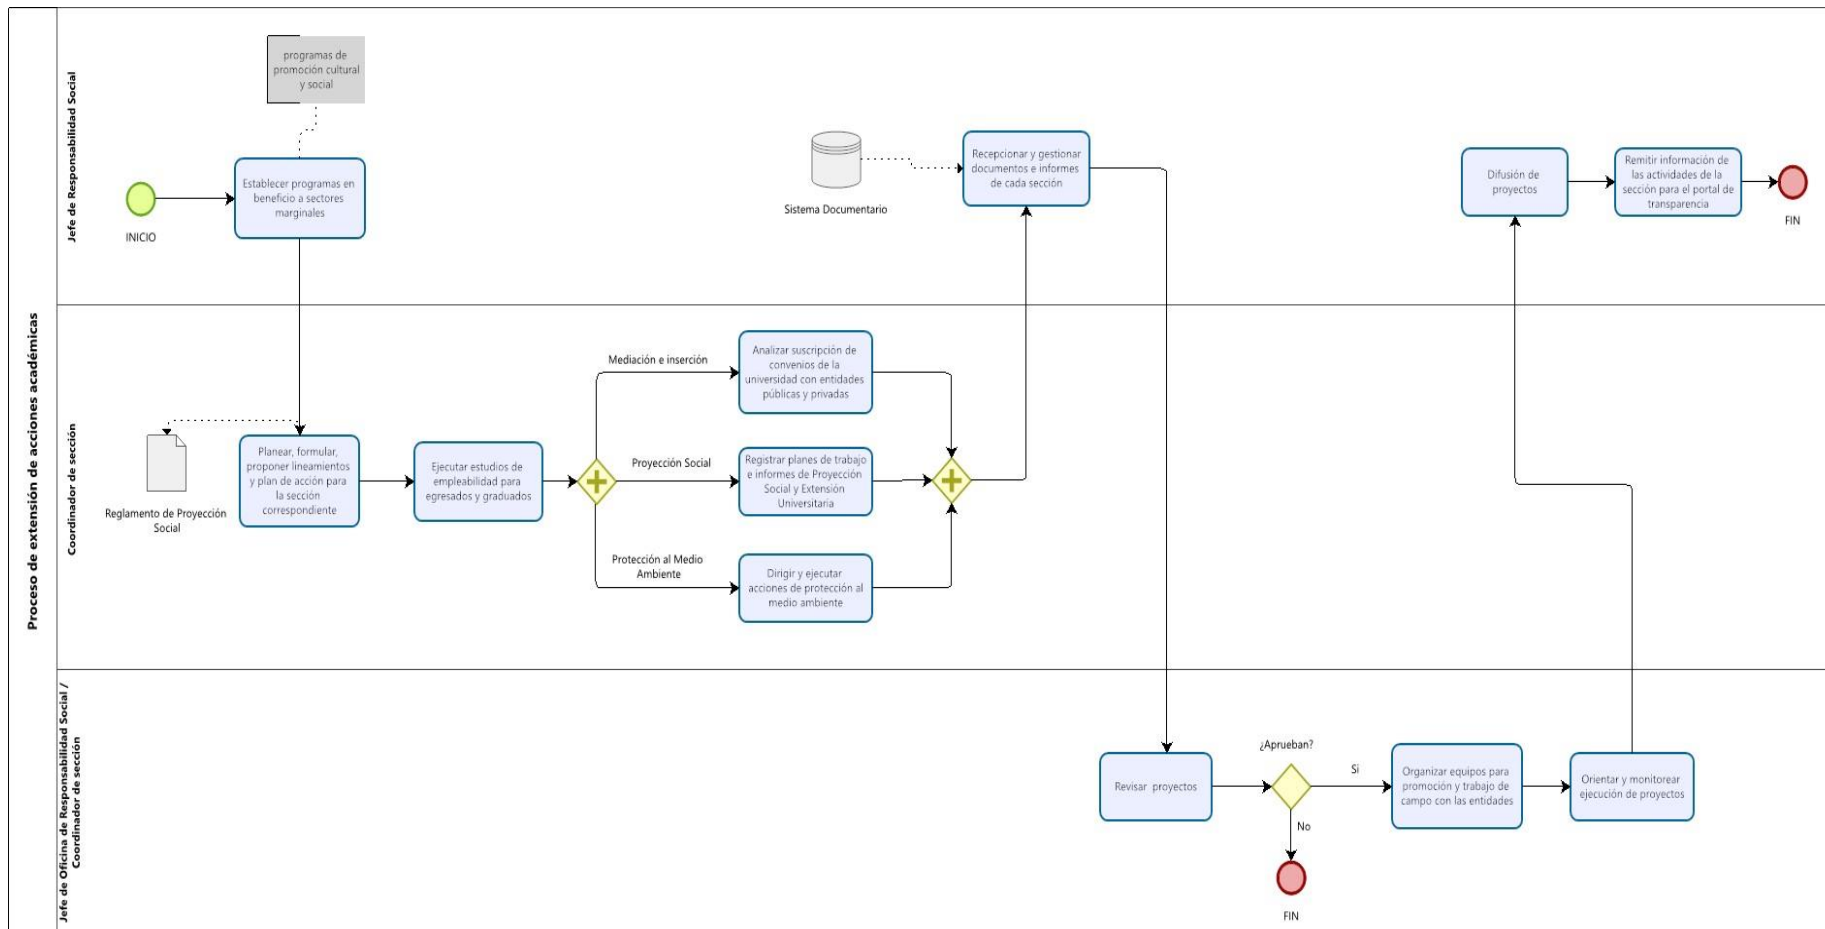 Proceso de extensión de acciones académicas
Jefe de Responsabilidad Social
programas de
promoción cultural
y social
INICIO
Establecer programas en
beneficio a sectores
marginales
Sistema Documentario
Recepcionar y gestionar
documentos e informes
de cada sección
Difusión de
proyectos
Remitir información de
las actividades de la
sección para el portal de
transparencia
FIN
Coordinador de sección
Reglamento de Proyección
Social
Planear, formular,
proponer lineamientos
y plan de acción para
la sección
correspondiente
Ejecutar estudios de
empleabilidad para
egresados y graduados
Mediación e inserción
Analizar suscripción de
convenios de la
universidad con entidades
públicas y privadas
Proyección Social
Registrar planes de trabajo
e informes de Proyección
Social y Extensión
Universitaria
Protección al Medio
Ambiente
Dirigir y ejecutar
acciones de protección al
medio ambiente
Jefe de Oficina de Responsabilidad Social /
Coordinador de sección
Revisar proyectos
¿Aprueban?
Si
No
FIN
Organizar equipos para
promoción y trabajo de
campo con las entidades
Orientar y monitorear
ejecución de proyectos